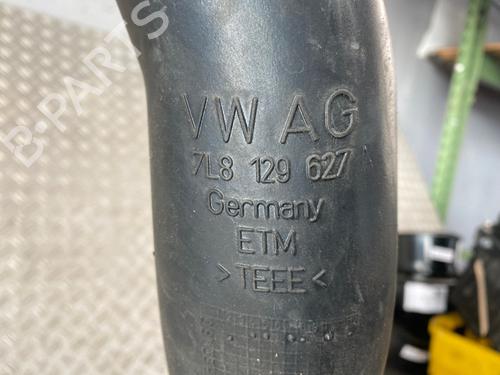 VW AG
7L8 129 627
Germany
ETM
>TEEE<
B-PARTS